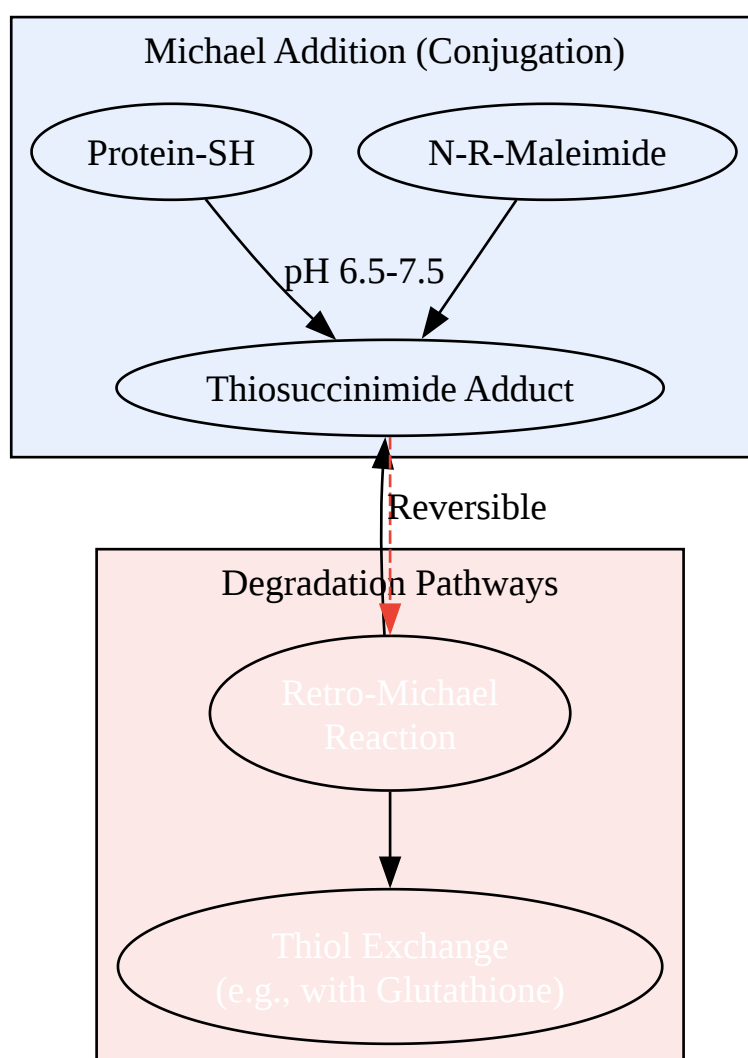 Michael Addition (Conjugation)
Protein-SH
N-R-Maleimide
pH 6.5-7.5
Thiosuccinimide Adduct
Reversible
Degradation Pathways
Retro-Michael
Reaction
Thiol Exchange
(e.g., with Glutathione)